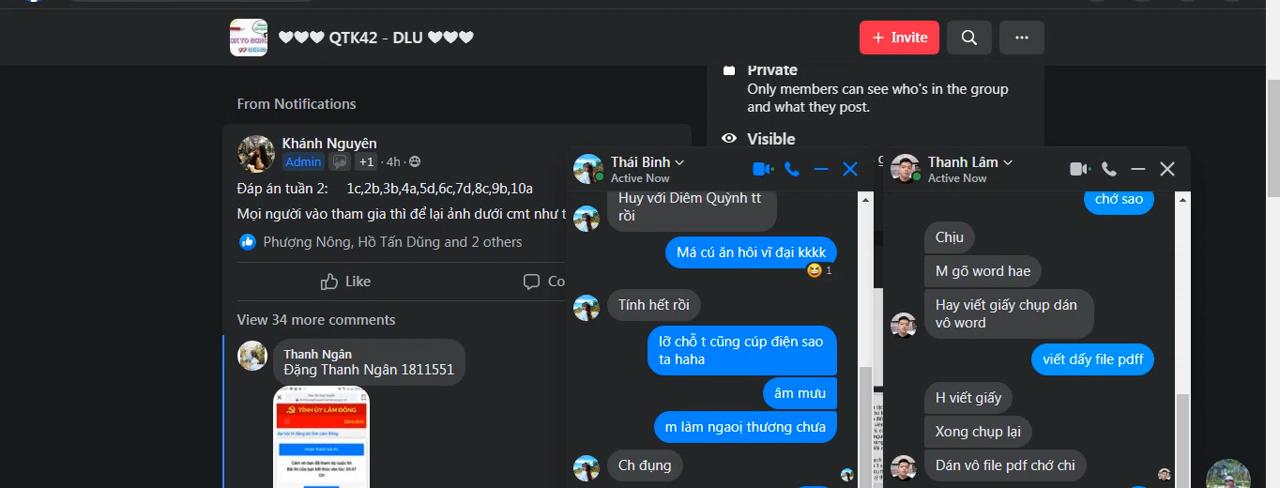 QTK42 - DLU
+ Invite
Private
Only members can see who's in the group
and what they post.
Visible
From Notifications
Khánh Nguyên
Admin +1 · 4h ·
Đáp án tuần 2: 1c,2b,3b,4a,5d,6c,7d,8c,9b,10a
Mọi người vào tham gia thì để lại ảnh dưới cmt như
Phượng Nông, Hồ Tấn Dũng and 2 others
Like
View 34 more comments
Thanh Ngân
Đặng Thanh Ngân 1811551
TỈNH ỦY LÂM ĐỒNG
Thái Bình
Active Now
Huy với Diêm Quỳnh tt
rồi
Má cú ăn hôi vĩ đại kkkk
1
Tính hết rồi
lỡ chỗ t cũng cúp điện sao
ta haha
âm mưu
m làm ngaoị thương chưa
Ch đụng
Thanh Lâm
Active Now
chớ sao
Chịu
M gõ word hae
Hay viết giấy chụp dán
vô word
viết dấy file pdff
H viết giấy
Xong chụp lại
Dán vô file pdf chớ chi